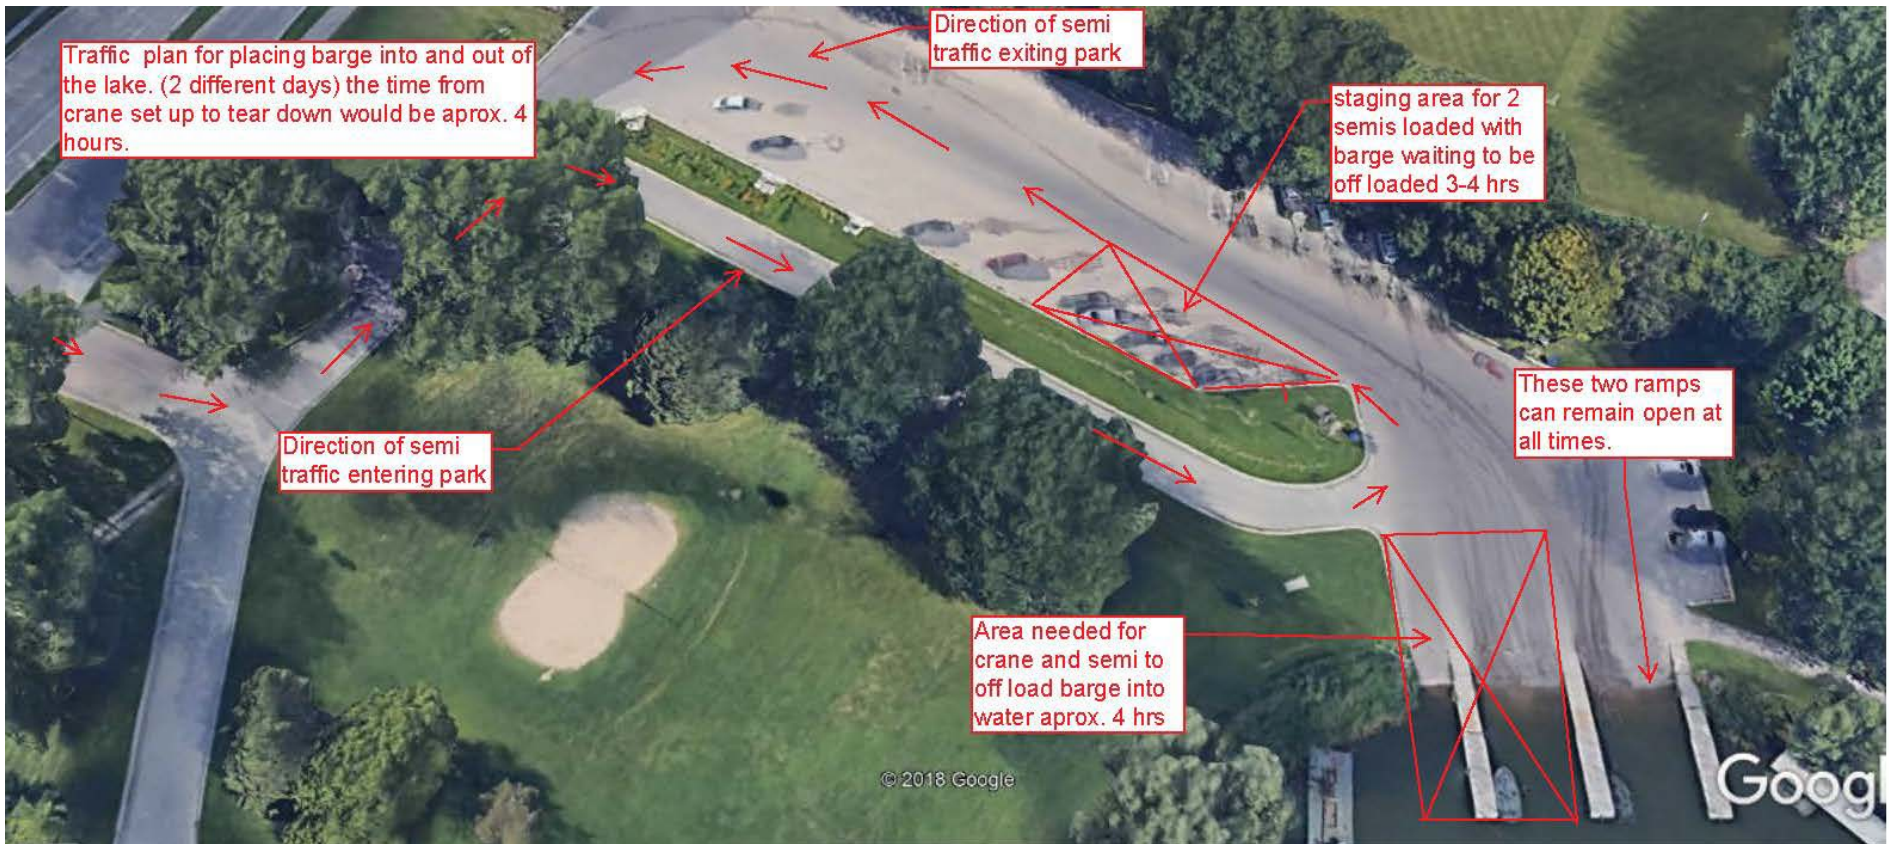 Traffic plan for placing barge into and out of
the lake. (2 different days) the time from
crane set up to tear down would be aprox. 4
hours.
Direction of semi
traffic exiting park
staging area for 2
semis loaded with
barge waiting to be
off loaded 3-4 hrs
Direction of semi
traffic entering park
These two ramps
can remain open at
all times.
Area needed for
crane and semi to
off load barge into
water aprox. 4 hrs
© 2018 Google
Googl